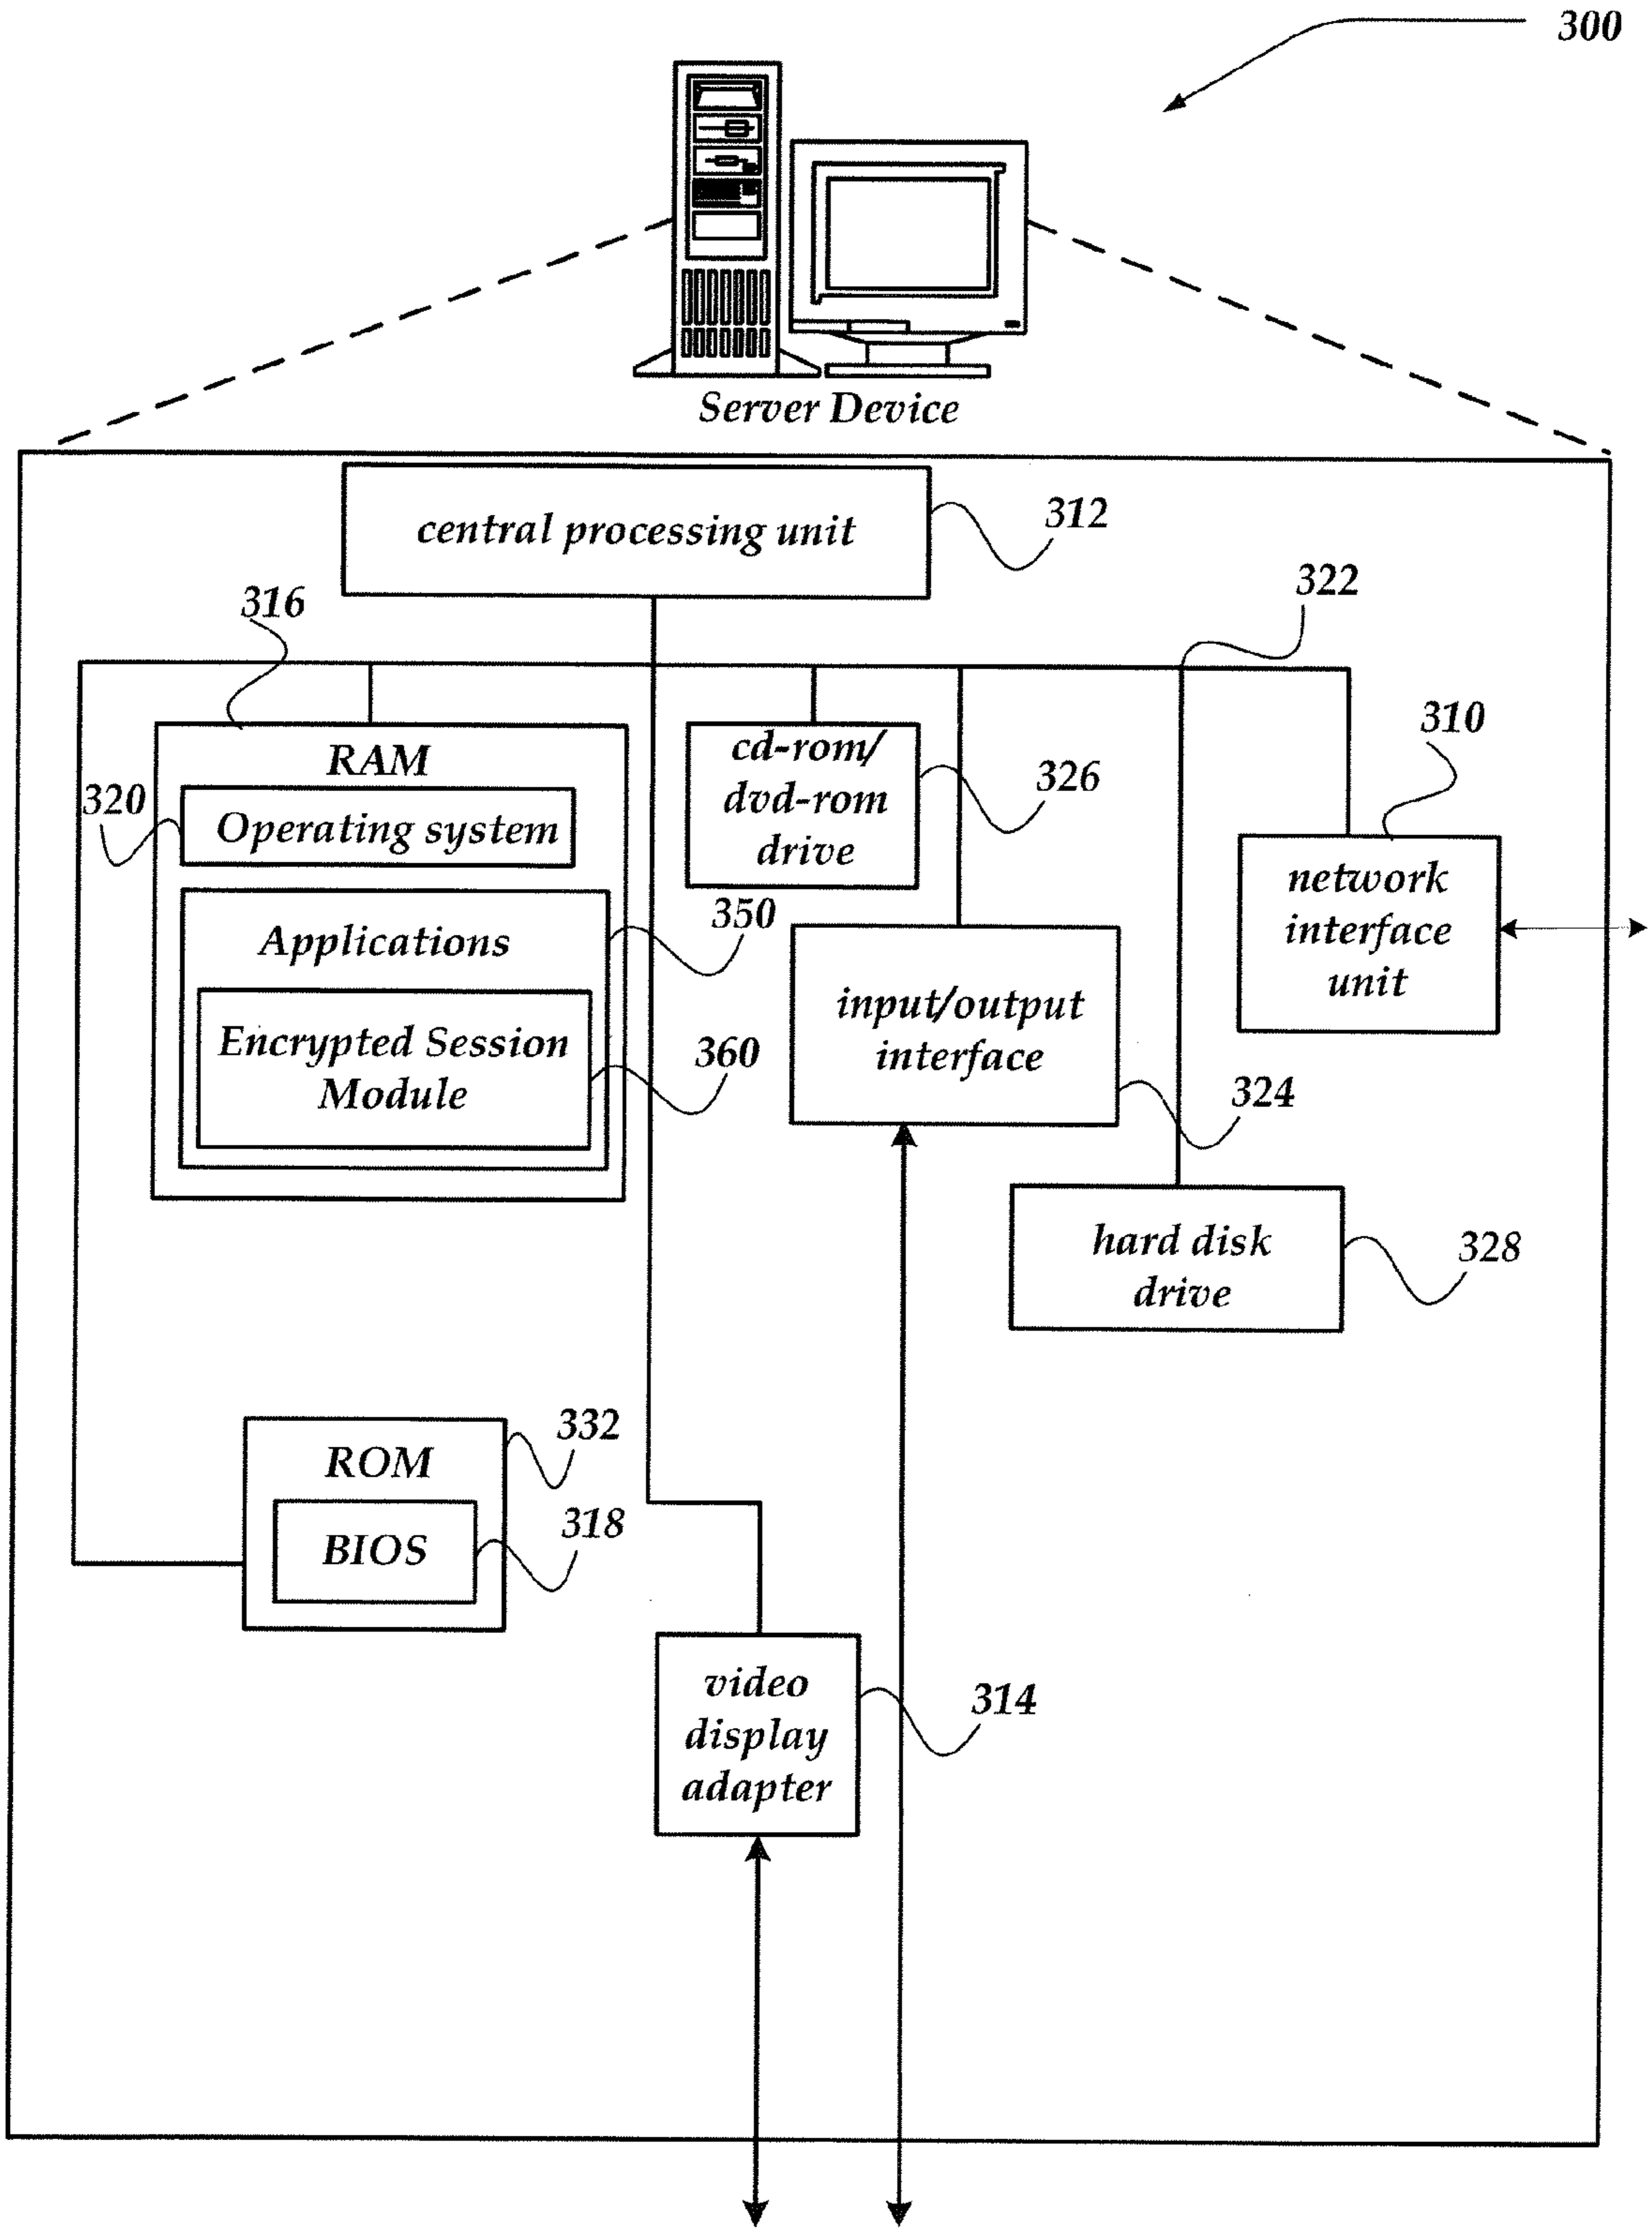 300
Server Device
central processing unit
312
322
316
310
RAM
cd-rom/
dvd-rom
drive
326
320
Operating system
network
interface
unit
350
Applications
input/output
interface
Encrypted Session
Module
360
324
hard disk
drive
328
332
ROM
318
BIOS
video
display
adapter
314